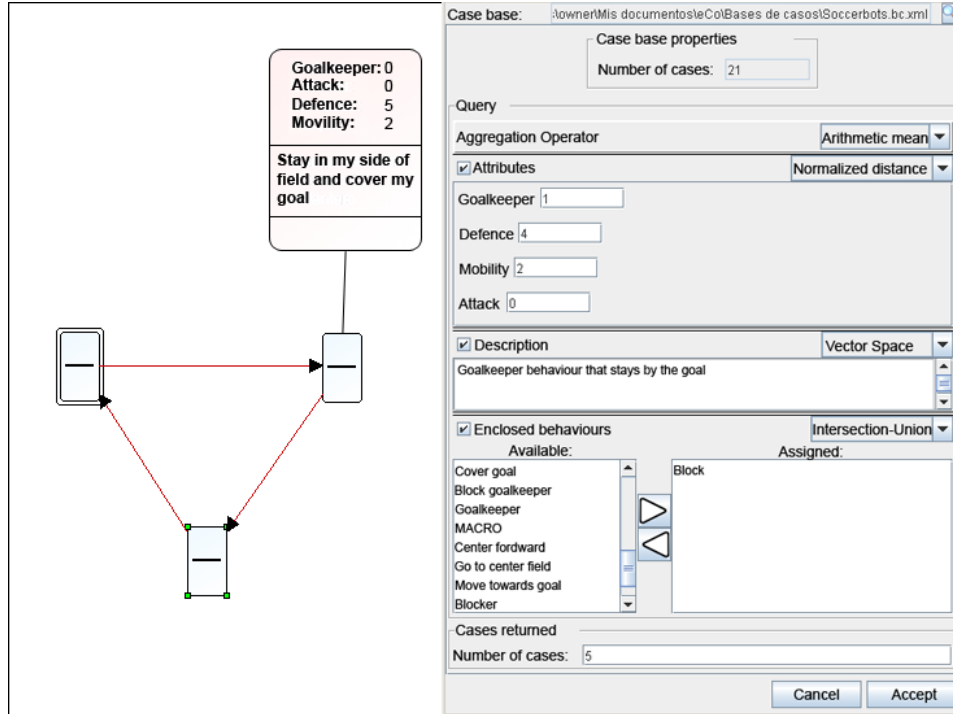 Goalkeeper: 0
Attack: 0
Defence: 5
Movility: 2
Stay in my side of
field and cover my
goal
Case base: :\owner\Mis documentos\eCo\Bases de casos\Soccerbots.bc.xml
Case base properties
Number of cases: 21
Query
Aggregation Operator Arithmetic mean
Attributes Normalized distance
Goalkeeper 1
Defence 4
Mobility 2
Attack 0
Description Vector Space
Goalkeeper behaviour that stays by the goal
Enclosed behaviours Intersection-Union
Available: Assigned:
Cover goal Block
Block goalkeeper
Goalkeeper
MACRO
Center fordward
Go to center field
Move towards goal
Blocker
Cases returned
Number of cases: 5
Cancel Accept